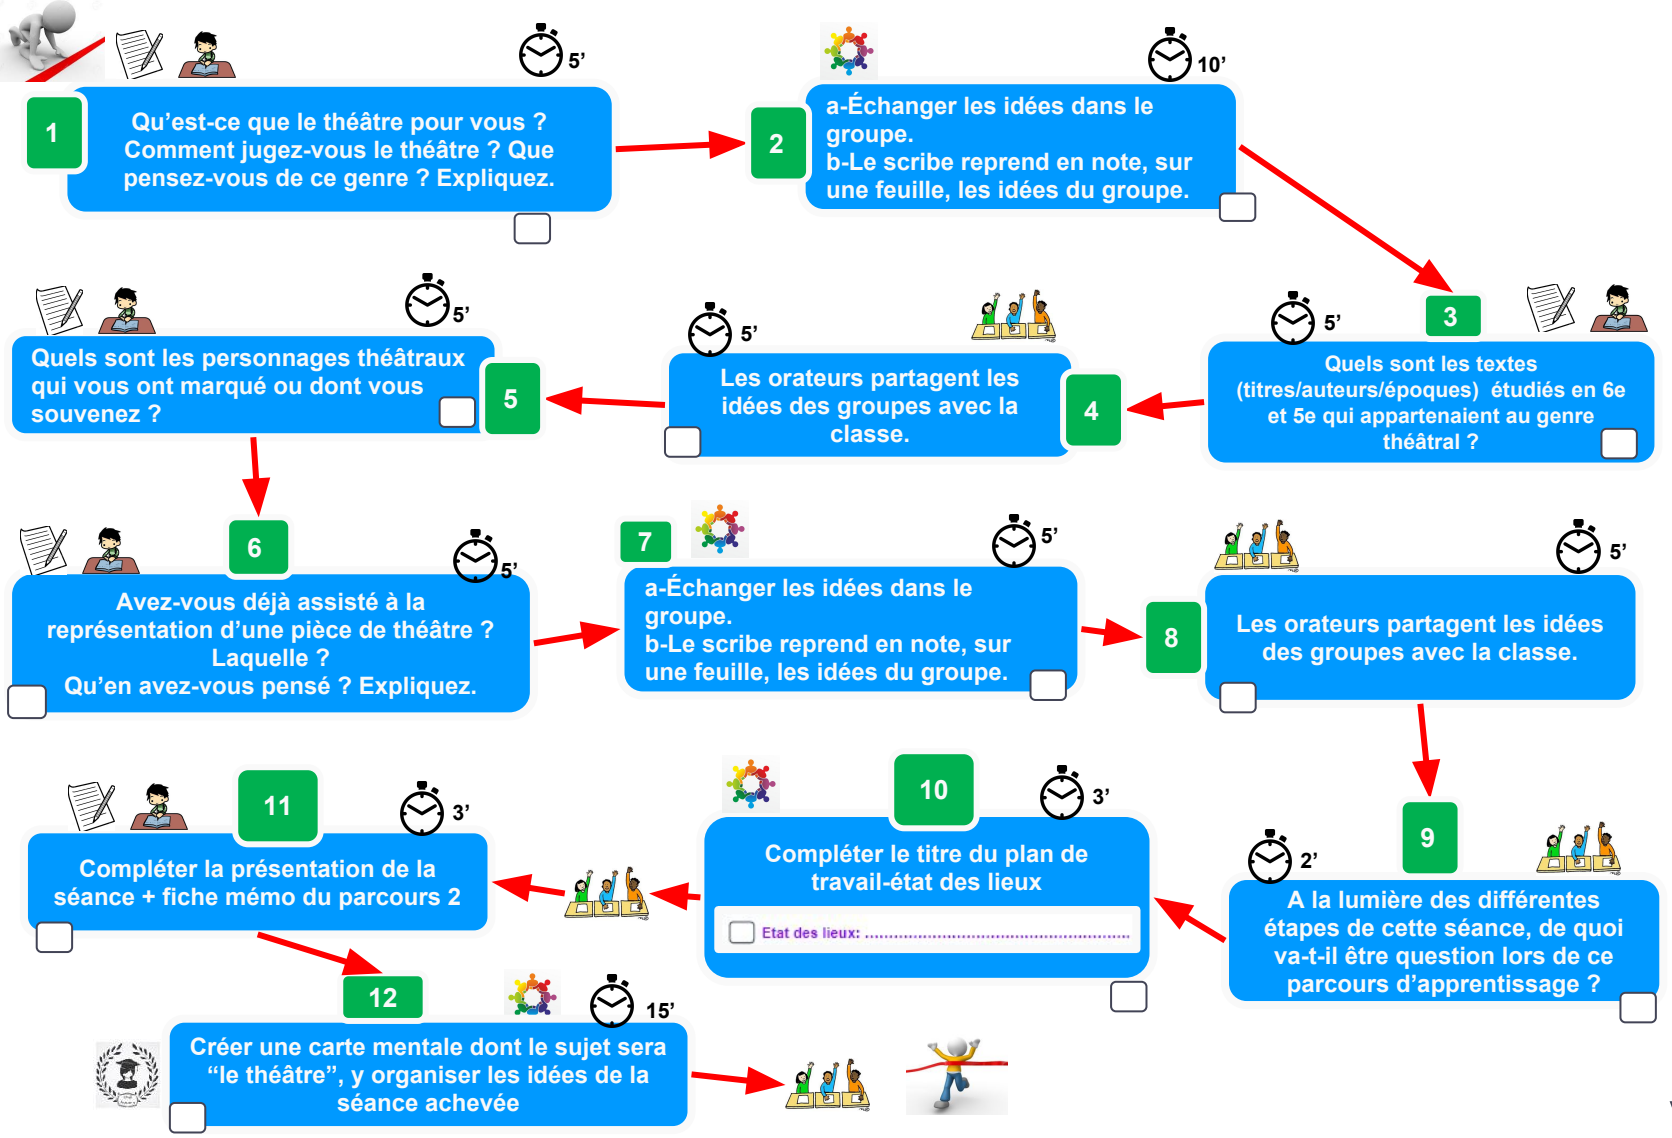 5’
1
Qu’est-ce que le théâtre pour vous ?
Comment jugez-vous le théâtre ? Que
pensez-vous de ce genre ? Expliquez.
10’
2
a-Échanger les idées dans le
groupe.
b-Le scribe reprend en note, sur
une feuille, les idées du groupe.
5’
3
Quels sont les textes
(titres/auteurs/époques) étudiés en 6e
et 5e qui appartenaient au genre
théâtral ?
5’
4
Les orateurs partagent les
idées des groupes avec la
classe.
5’
5
Quels sont les personnages théâtraux
qui vous ont marqué ou dont vous
souvenez ?
6
5’
Avez-vous déjà assisté à la
représentation d’une pièce de théâtre ?
Laquelle ?
Qu’en avez-vous pensé ? Expliquez.
7
5’
a-Échanger les idées dans le
groupe.
b-Le scribe reprend en note, sur
une feuille, les idées du groupe.
5’
8
Les orateurs partagent les idées
des groupes avec la classe.
9
2’
A la lumière des différentes
étapes de cette séance, de quoi
va-t-il être question lors de ce
parcours d’apprentissage ?
10
3’
Compléter le titre du plan de
travail-état des lieux
Etat des lieux: ......................................................
11
3’
Compléter la présentation de la
séance + fiche mémo du parcours 2
12
15’
Créer une carte mentale dont le sujet sera
“le théâtre”, y organiser les idées de la
séance achevée